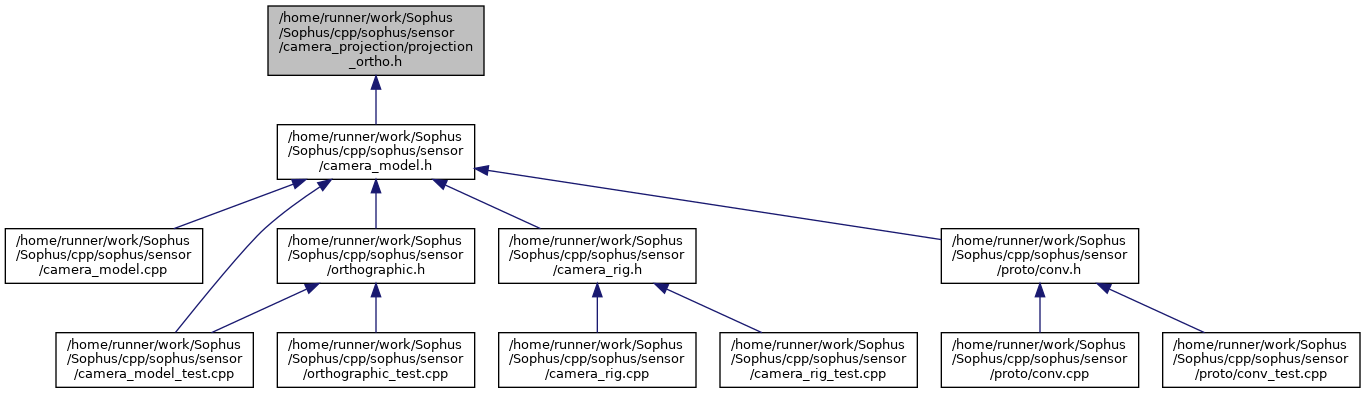 /home/runner/work/Sophus
/Sophus/cpp/sophus/sensor
/camera_projection/projection
_ortho.h
/home/runner/work/Sophus
/Sophus/cpp/sophus/sensor
/camera_model.h
/home/runner/work/Sophus
/Sophus/cpp/sophus/sensor
/camera_model.cpp
/home/runner/work/Sophus
/Sophus/cpp/sophus/sensor
/orthographic.h
/home/runner/work/Sophus
/Sophus/cpp/sophus/sensor
/camera_rig.h
/home/runner/work/Sophus
/Sophus/cpp/sophus/sensor
/proto/conv.h
/home/runner/work/Sophus
/Sophus/cpp/sophus/sensor
/camera_model_test.cpp
/home/runner/work/Sophus
/Sophus/cpp/sophus/sensor
/orthographic_test.cpp
/home/runner/work/Sophus
/Sophus/cpp/sophus/sensor
/camera_rig.cpp
/home/runner/work/Sophus
/Sophus/cpp/sophus/sensor
/camera_rig_test.cpp
/home/runner/work/Sophus
/Sophus/cpp/sophus/sensor
/proto/conv.cpp
/home/runner/work/Sophus
/Sophus/cpp/sophus/sensor
/proto/conv_test.cpp